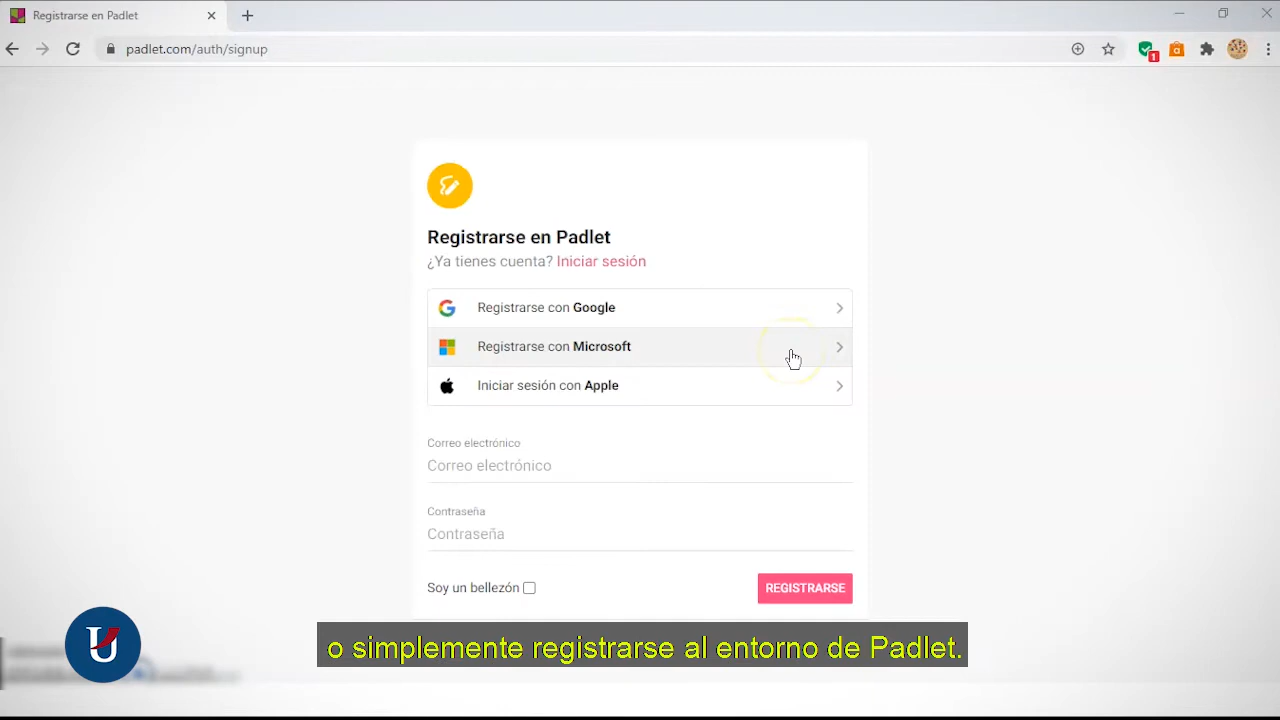 Registrarse en Padlet
padlet.com/auth/signup
1
Registrarse en Padlet
¿Ya tienes cuenta? Iniciar sesión
Registrarse con Google
Registrarse con Microsoft
Iniciar sesión con Apple
Correo electrónico
Correo electrónico
Contraseña
Contraseña
Soy un bellezón
REGISTRARSE
U
o simplemente registrarse al entorno de Padlet.